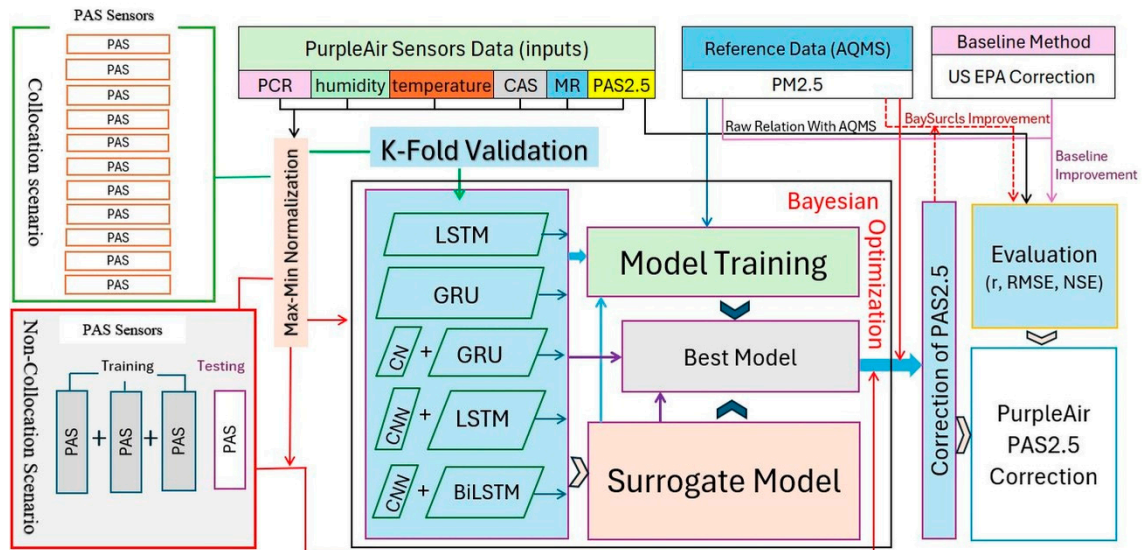 PAS Sensors
Collocation scenario
PAS
PAS
PAS
PAS
PAS
PAS
PAS
PAS
PAS
PAS
PAS
PurpleAir Sensors Data (inputs)
PCR humidity temperature CAS MR PAS2.5
Reference Data (AQMS)
PM2.5
Baseline Method
US EPA Correction
Raw Relation With AQMS
BaySurcls Improvement
Baseline
Improvement
K-Fold Validation
Max-Min Normalization
LSTM
GRU
CN + GRU
CNN + LSTM
CNN + BiLSTM
Bayesian
Optimization
Model Training
Best Model
Surrogate Model
Correction of PAS2.5
Evaluation
(r, RMSE, NSE)
PurpleAir
PAS2.5
Correction
Non-Collocation Scenario
PAS Sensors
Training Testing
PAS + PAS + PAS PAS